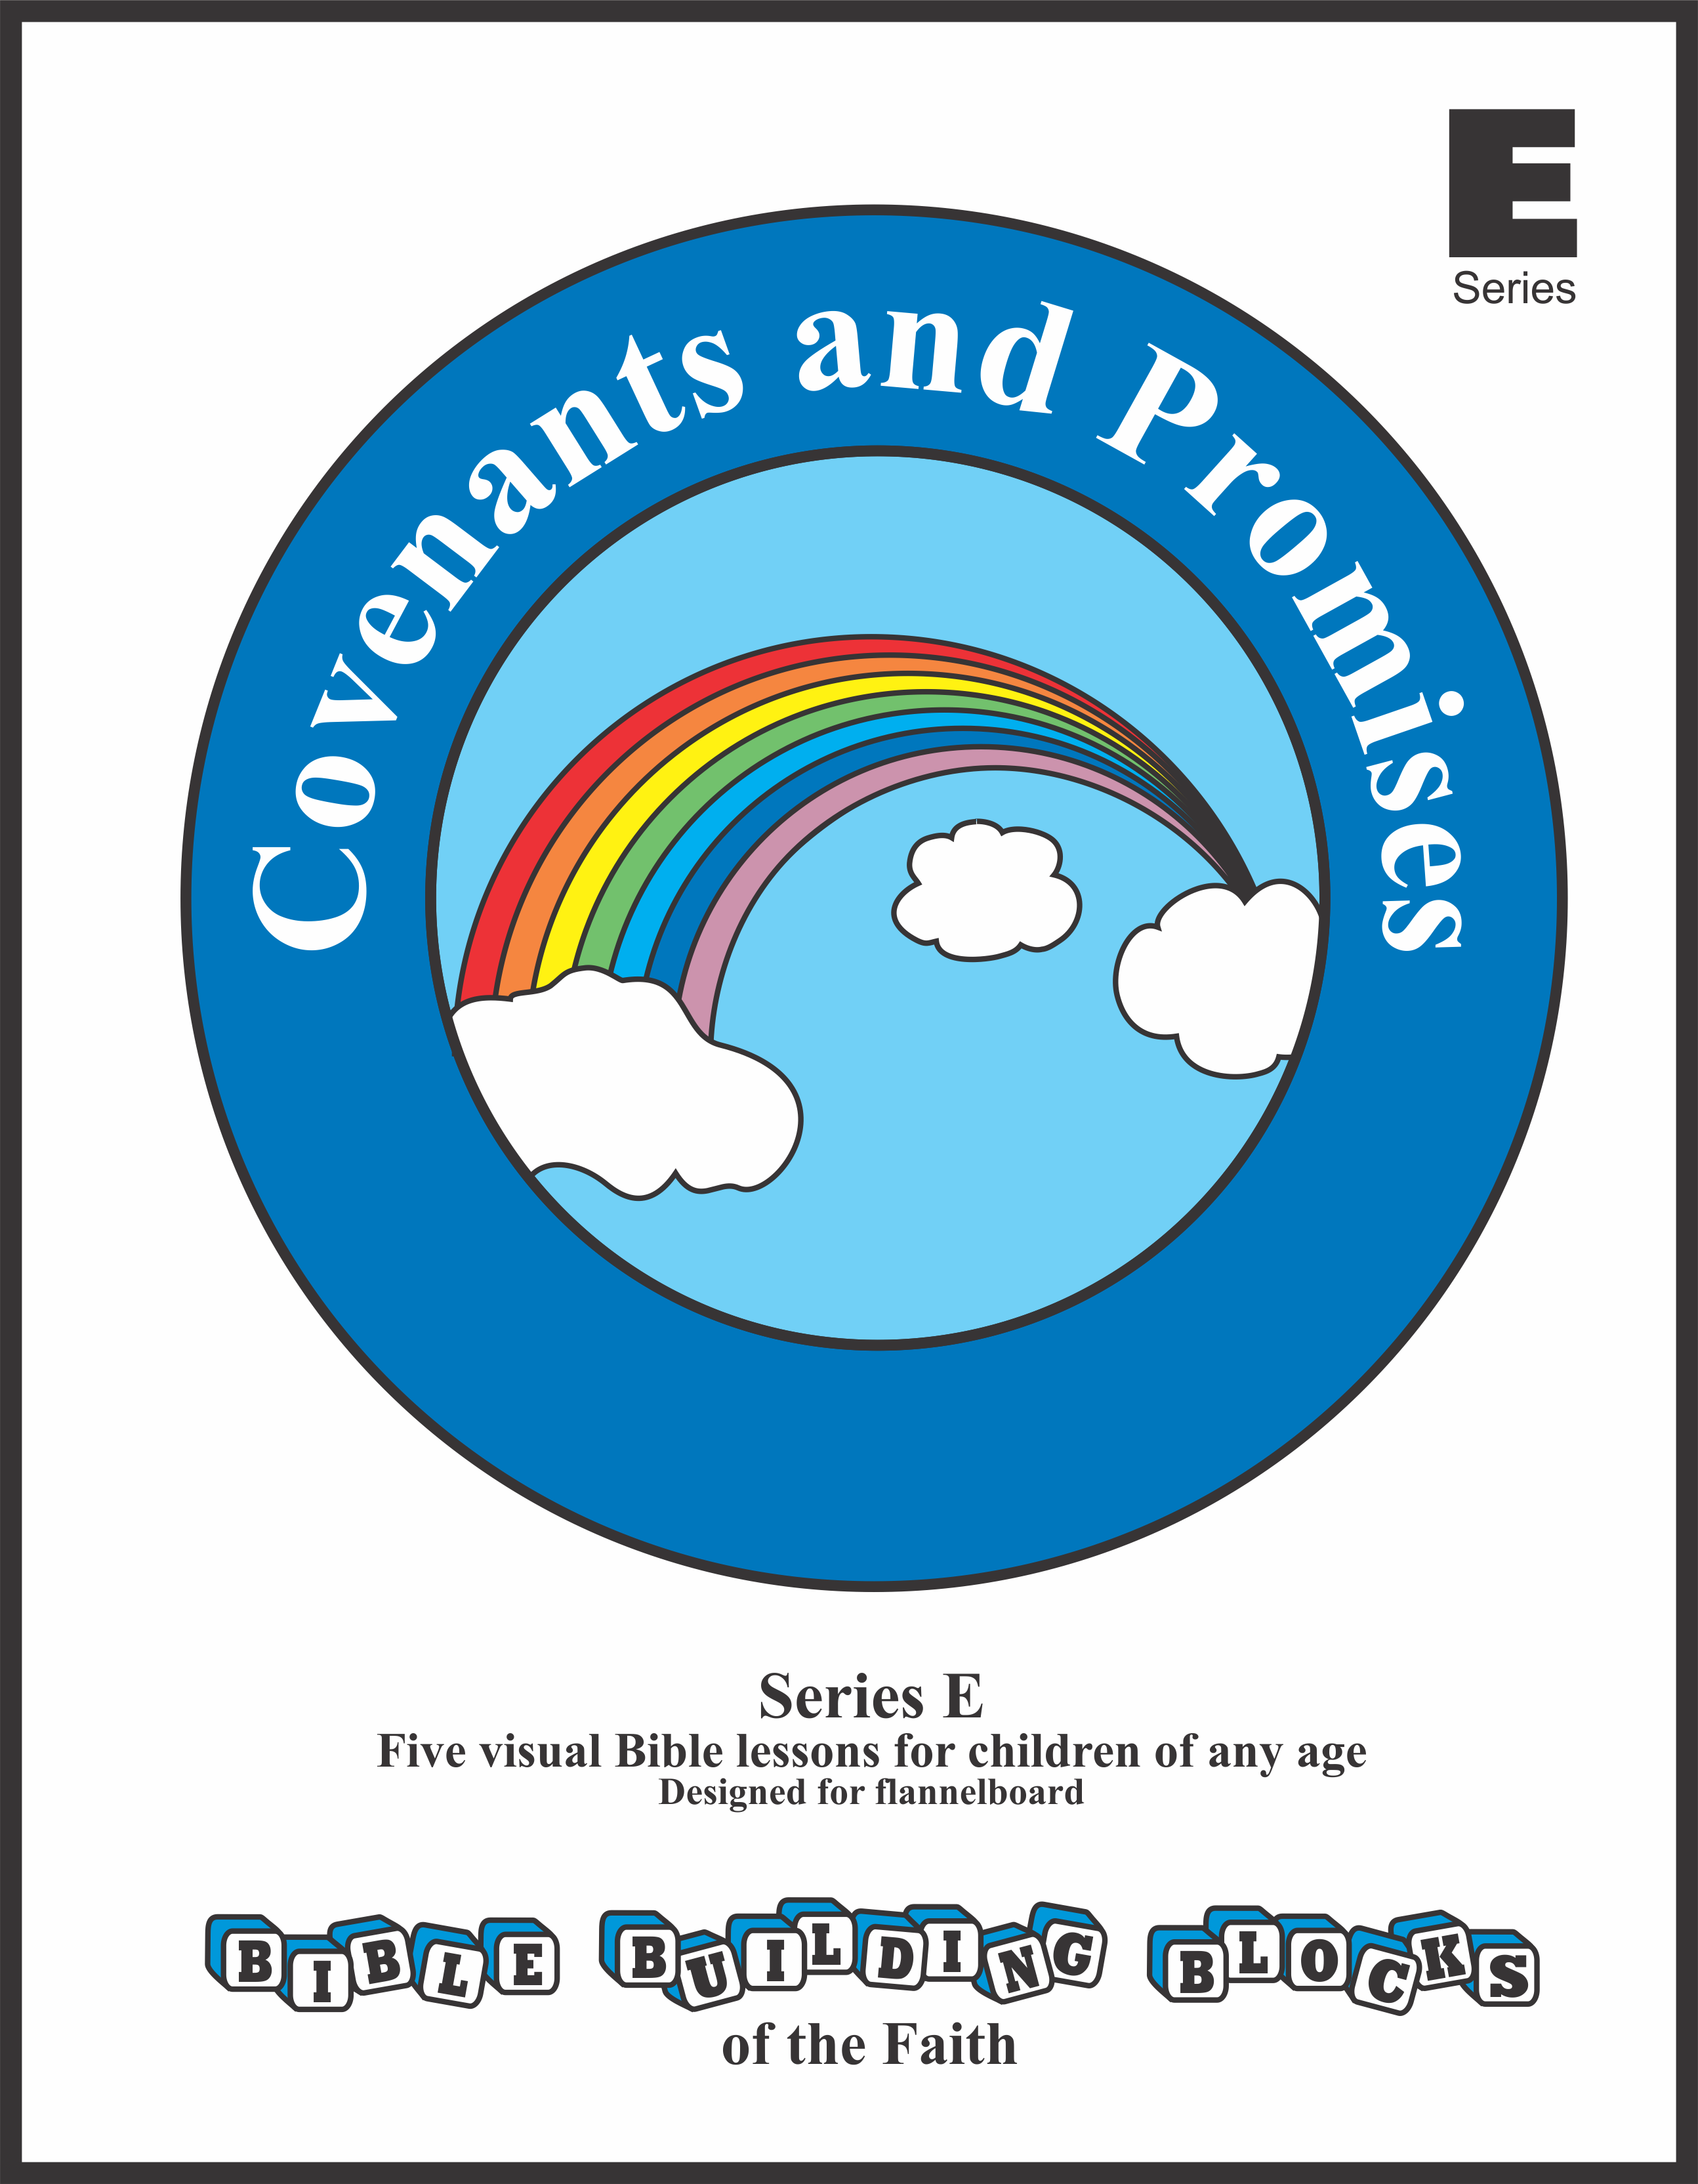 E
Series
Covenants and Promises
Series E
Five visual Bible lessons for children of any age
Designed for flannelboard
BIBLE BUILDING BLOCKS
of the Faith